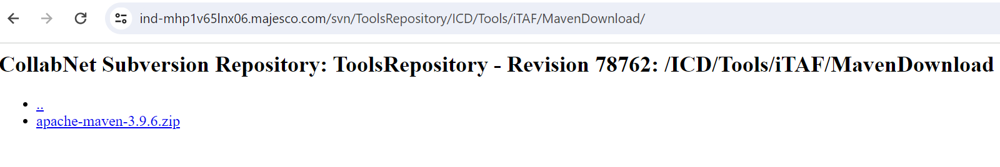 ind-mhp1v65lnx06.majesco.com/svn/ToolsRepository/ICD/Tools/iTAF/MavenDownload/
CollabNet Subversion Repository: ToolsRepository - Revision 78762: /ICD/Tools/iTAF/MavenDownload
..
apache-maven-3.9.6.zip